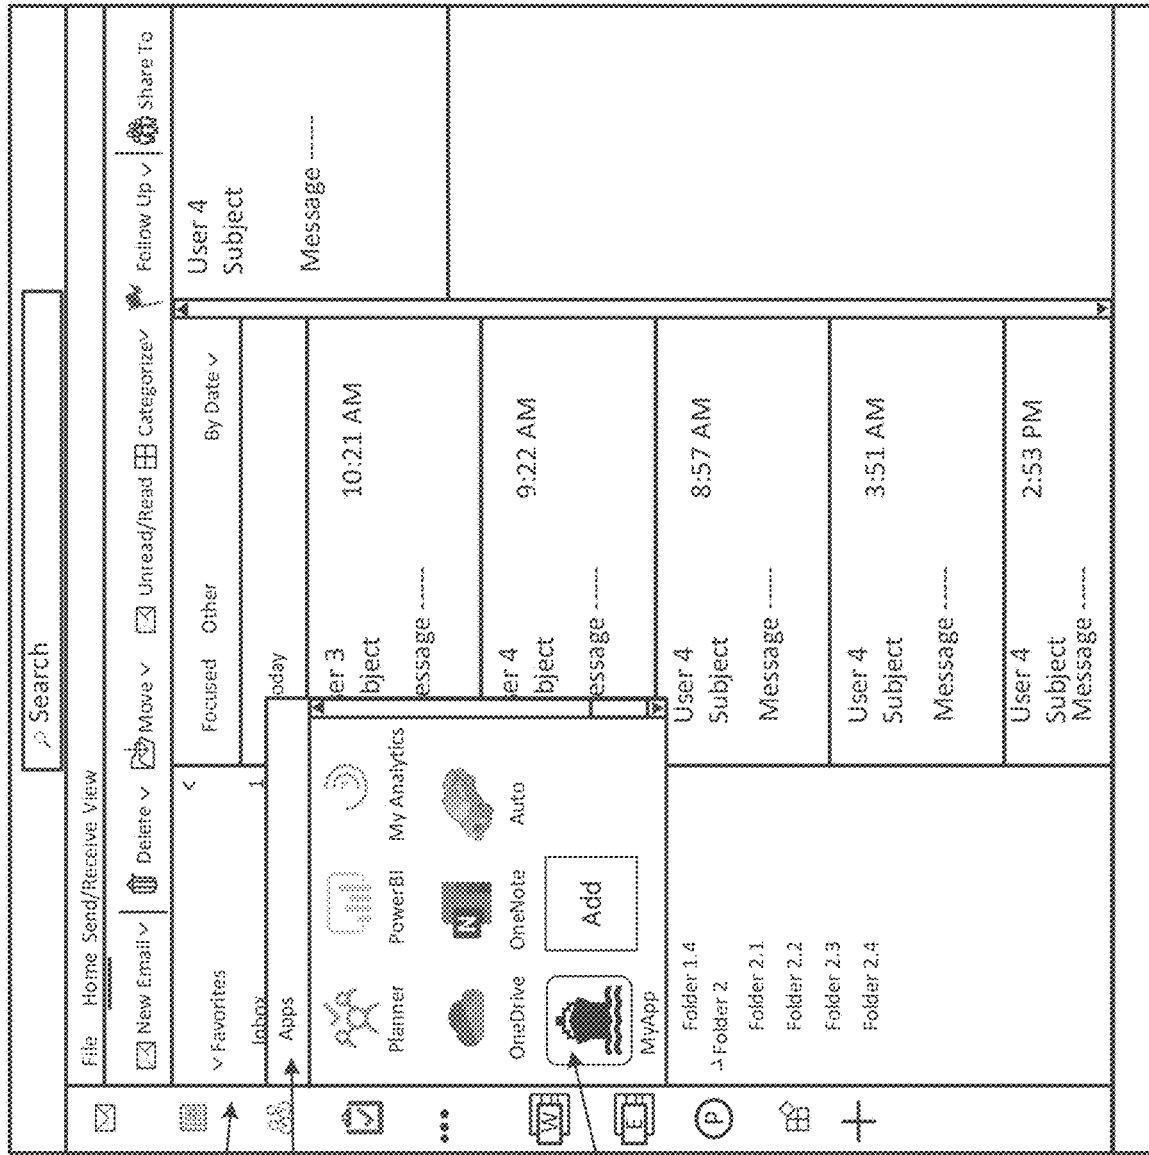 Search
File Home Send/Receive View
New Email Delete Move Unread/Read Categorize Follow Up Share To
Favorites
Inbox 1
Focused Other By Date
oday
Apps
Planner PowerBI My Analytics
OneDrive OneNote Auto
MyApp
Add
Folder 1.4
Folder 2
Folder 2.1
Folder 2.2
Folder 2.3
Folder 2.4
er 3
bject 10:21 AM
essage ------
er 4
bject 9:22 AM
essage ------
User 4
Subject 8:57 AM
Message ------
User 4
Subject 3:51 AM
Message ------
User 4
Subject 2:53 PM
Message ------
User 4
Subject
Message ------
W
E
P
N